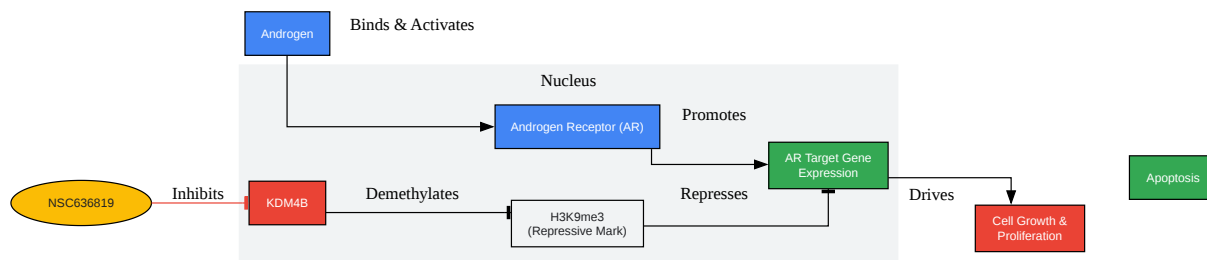 Androgen
Binds & Activates
Nucleus
Androgen Receptor (AR)
Promotes
AR Target Gene
Expression
NSC636819
Inhibits
KDM4B
Demethylates
H3K9me3
(Repressive Mark)
Represses
Drives
Cell Growth &
Proliferation
Apoptosis